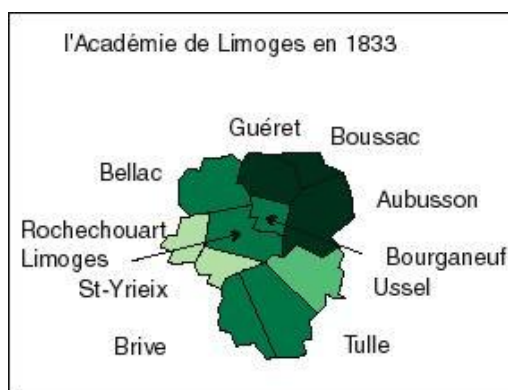 l'Académie de Limoges en 1833
Guéret
Boussac
Bellac
Aubusson
Rochechouart
Limoges
Bourganeuf
St-Yrieix
Ussel
Brive
Tulle